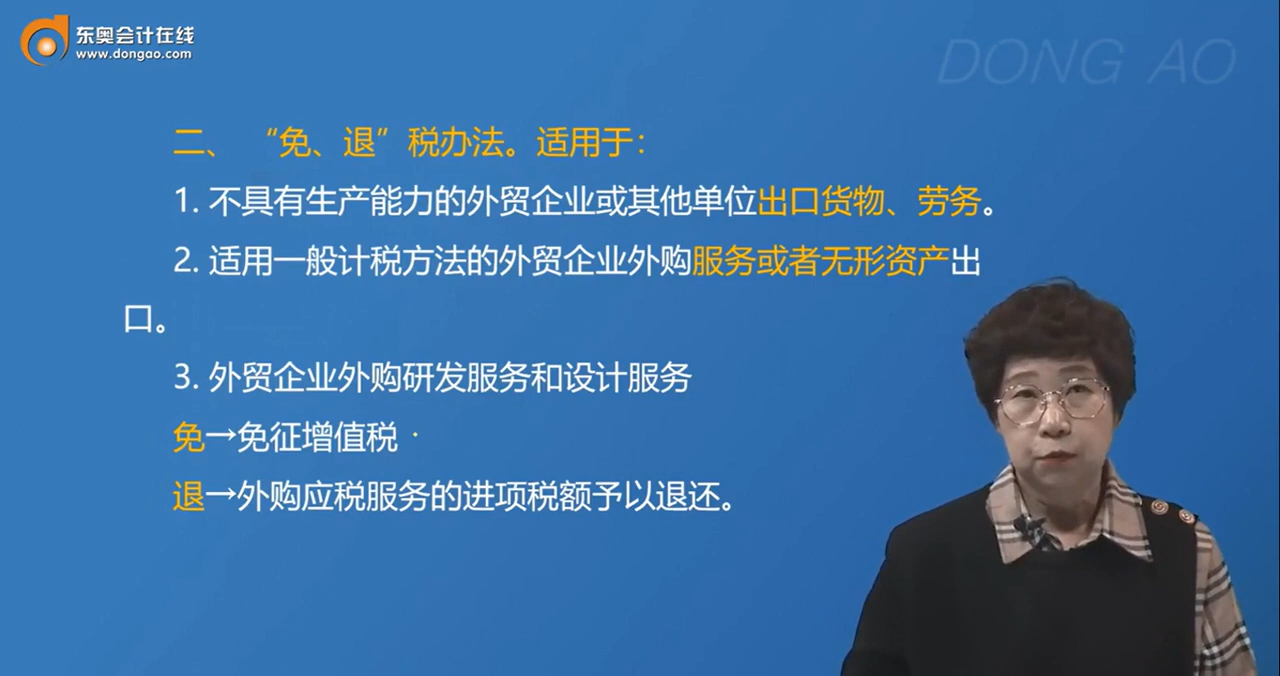 东奥会计在线
www.dongao.com
DONG AO
二、 “免、退”税办法。适用于：
1. 不具有生产能力的外贸企业或其他单位出口货物、劳务。
2. 适用一般计税方法的外贸企业外购服务或者无形资产出
口。
3. 外贸企业外购研发服务和设计服务
免→免征增值税
退→外购应税服务的进项税额予以退还。